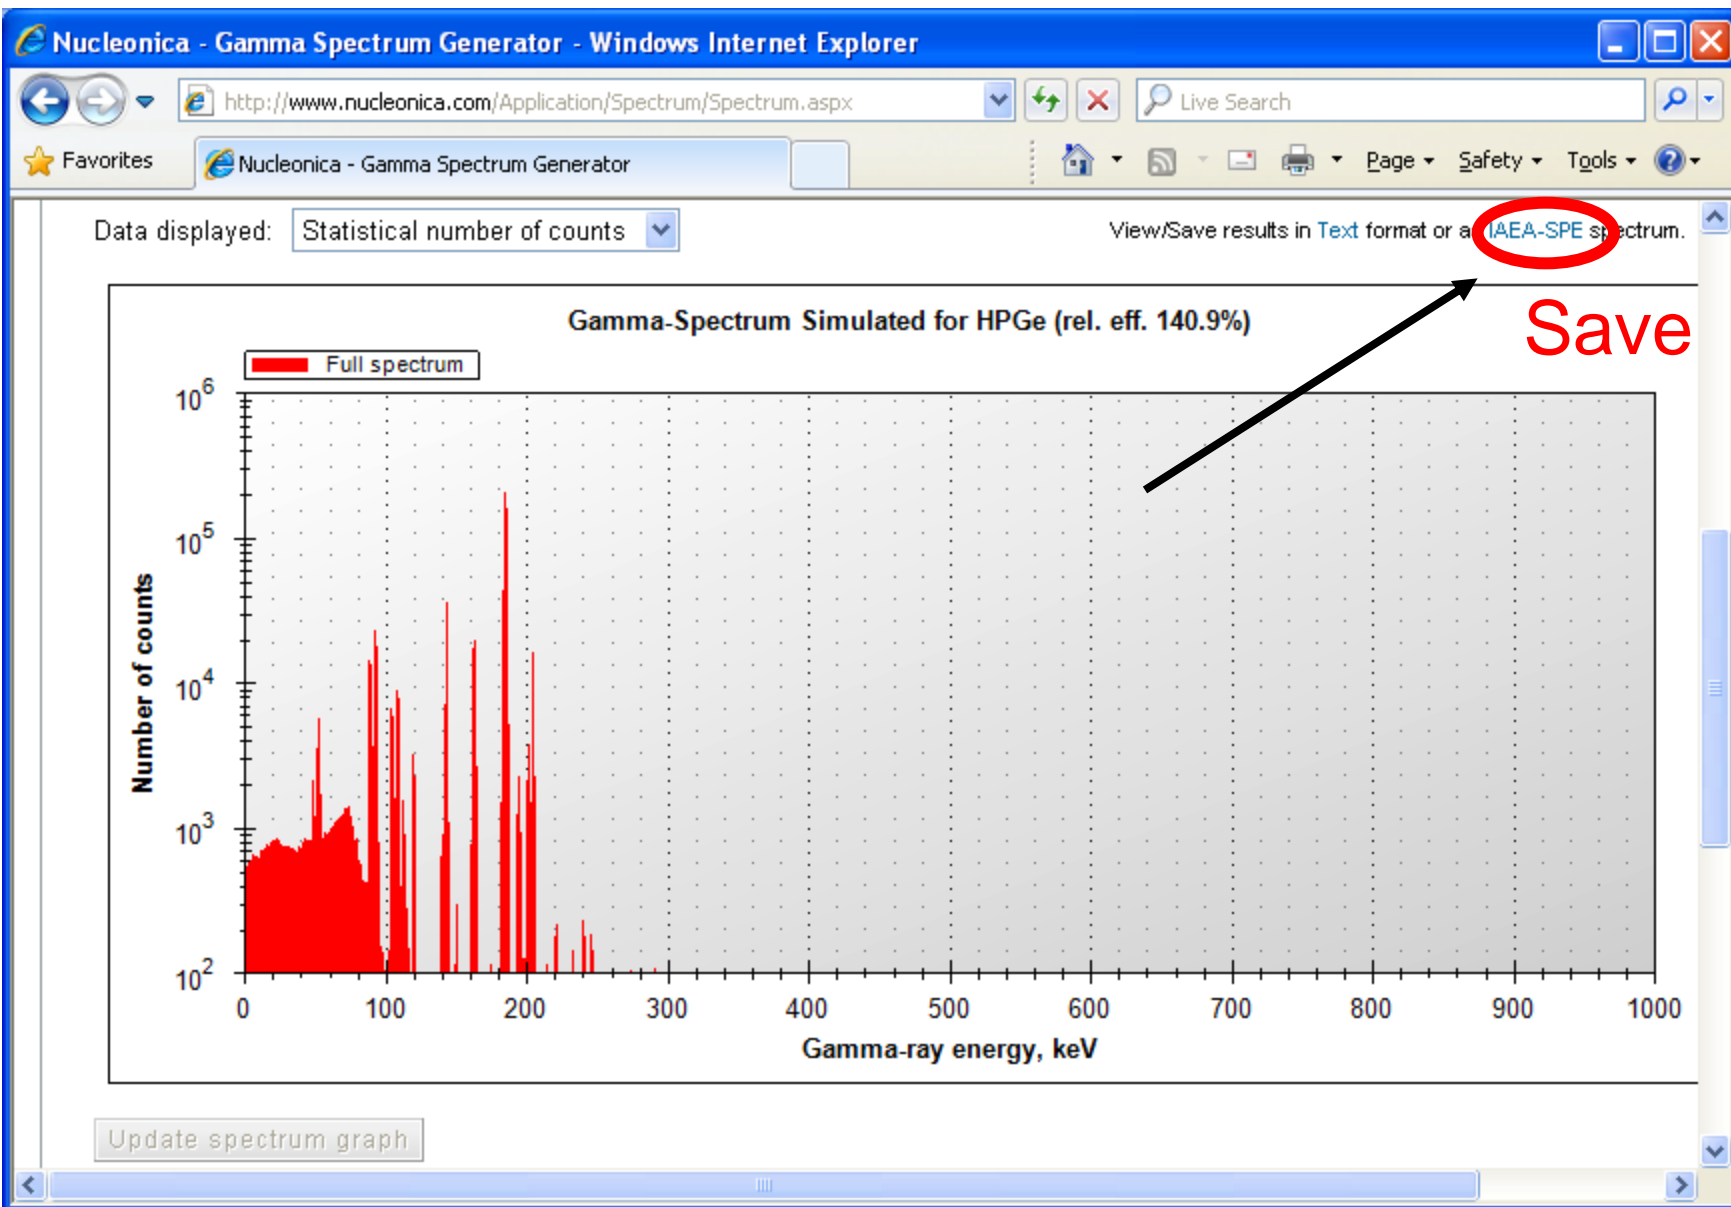 Nucleonica - Gamma Spectrum Generator - Windows Internet Explorer
http://www.nucleonica.com/Application/Spectrum/Spectrum.aspx
Live Search
Favorites
Nucleonica - Gamma Spectrum Generator
Page
Safety
Tools
Data displayed:
Statistical number of counts
View/Save results in Text format or a IAEA-SPE spectrum.
Save
Gamma-Spectrum Simulated for HPGe (rel. eff. 140.9%)
Full spectrum
10^6
10^5
10^4
10^3
10^2
Number of counts
0 100 200 300 400 500 600 700 800 900 1000
Gamma-ray energy, keV
Update spectrum graph